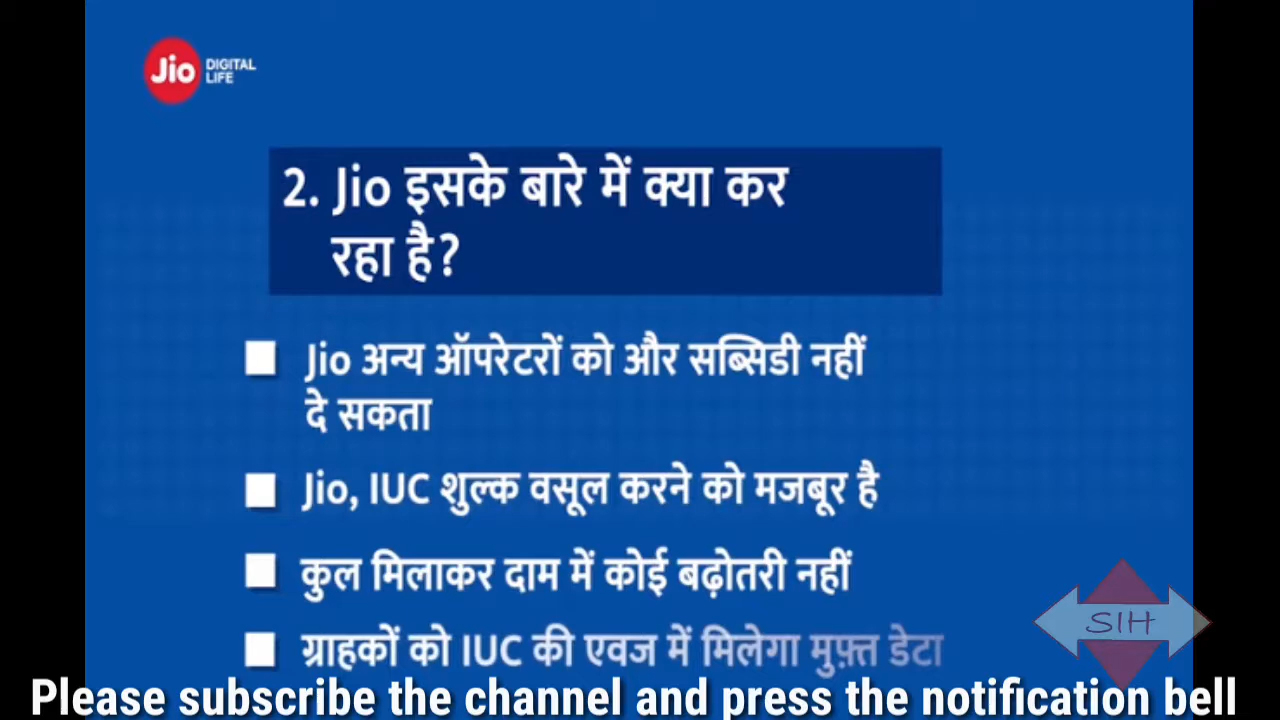 Jio DIGITAL
LIFE
2. Jio इसके बारे में क्या कर
रहा है?
Jio अन्य ऑपरेटरों को और सब्सिडी नहीं
दे सकता
Jio, IUC शुल्क वसूल करने को मजबूर है
कुल मिलाकर दाम में कोई बढ़ोतरी नहीं
ग्राहकों को IUC की एवज में मिलेगा मुफ़्त डेटा
SIH
Please subscribe the channel and press the notification bell